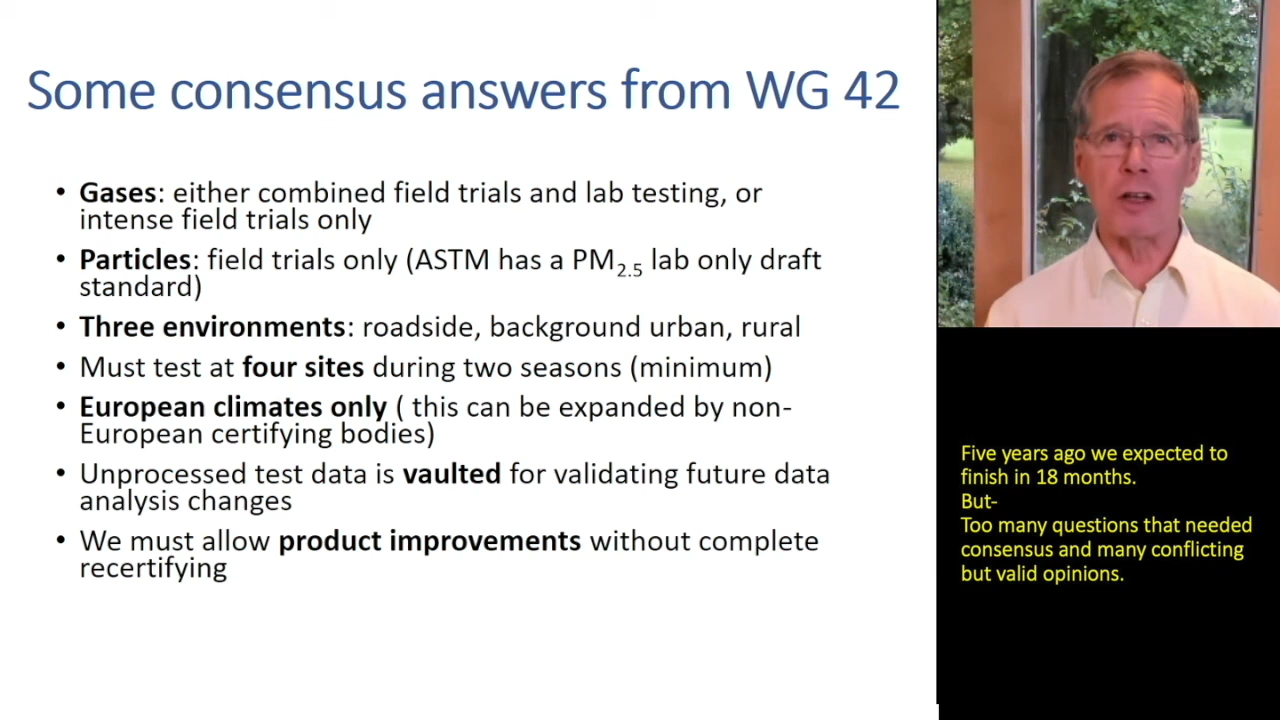 Some consensus answers from WG 42
• Gases: either combined field trials and lab testing, or
intense field trials only
• Particles: field trials only (ASTM has a PM2.5 lab only draft
standard)
• Three environments: roadside, background urban, rural
• Must test at four sites during two seasons (minimum)
• European climates only ( this can be expanded by non-
European certifying bodies)
• Unprocessed test data is vaulted for validating future data
analysis changes
• We must allow product improvements without complete
recertifying
Five years ago we expected to
finish in 18 months.
But-
Too many questions that needed
consensus and many conflicting
but valid opinions.